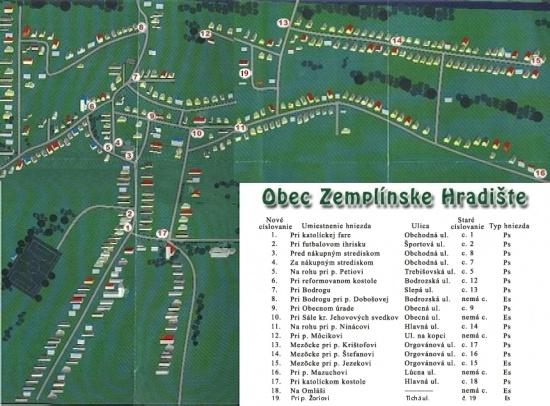 Obec Zemplínske Hradište
Nové číslovanie Umiestnenie hniezda Ulica Staré číslovanie Typ hniezda
1. Pri katolíckej fare Obchodná ul. c. 1 Ps
2. Pri futbalovom ihrisku Športová ul. c. 2 Ps
3. Pred nákupným strediskom Obchodná ul. c. 8 Ps
4. Za nákupným strediskom Obchodná ul. c. 7 Ps
5. Na rohu pri p. Petiovi Trebišovská ul. c. 5 Ps
6. Pri reformovanom kostole Bodrozská ul. c. 12 Ps
7. Pri Bodrogu Slepá ul. c. 13 Ps
8. Pri Bodrogu pri p. Dobošovej Bodrozská ul. nemá c. Es
9. Pri Obecnom úrade Obecná ul. c. 9 Ps
10. Pri Sále kr. Jehovových svedkov Obecná ul. nemá c. Es
11. Na rohu pri p. Ninácovi Hlavná ul. c. 14 Ps
12. Pri p. Môcikovi Ul. na kopci nemá c. Es
13. Mezőcke pri p. Krištofovi Orgovánová ul. c. 17 Ps
14. Mezőcke pri p. Štefanovi Orgovánová ul. c. 16 Ps
15. Mezőcke pri p. Jezekovi Orgovánová ul. c. 15 Es
16. Pri p. Mazuchovi Lúcna ul. nemá c. Es
17. Pri katolíckom kostole Hlavná ul. c. 18 Ps
18. Na Omláši nemá c. Es
19. Pri p. Žoriovi Tichá ul. č. 19 Es